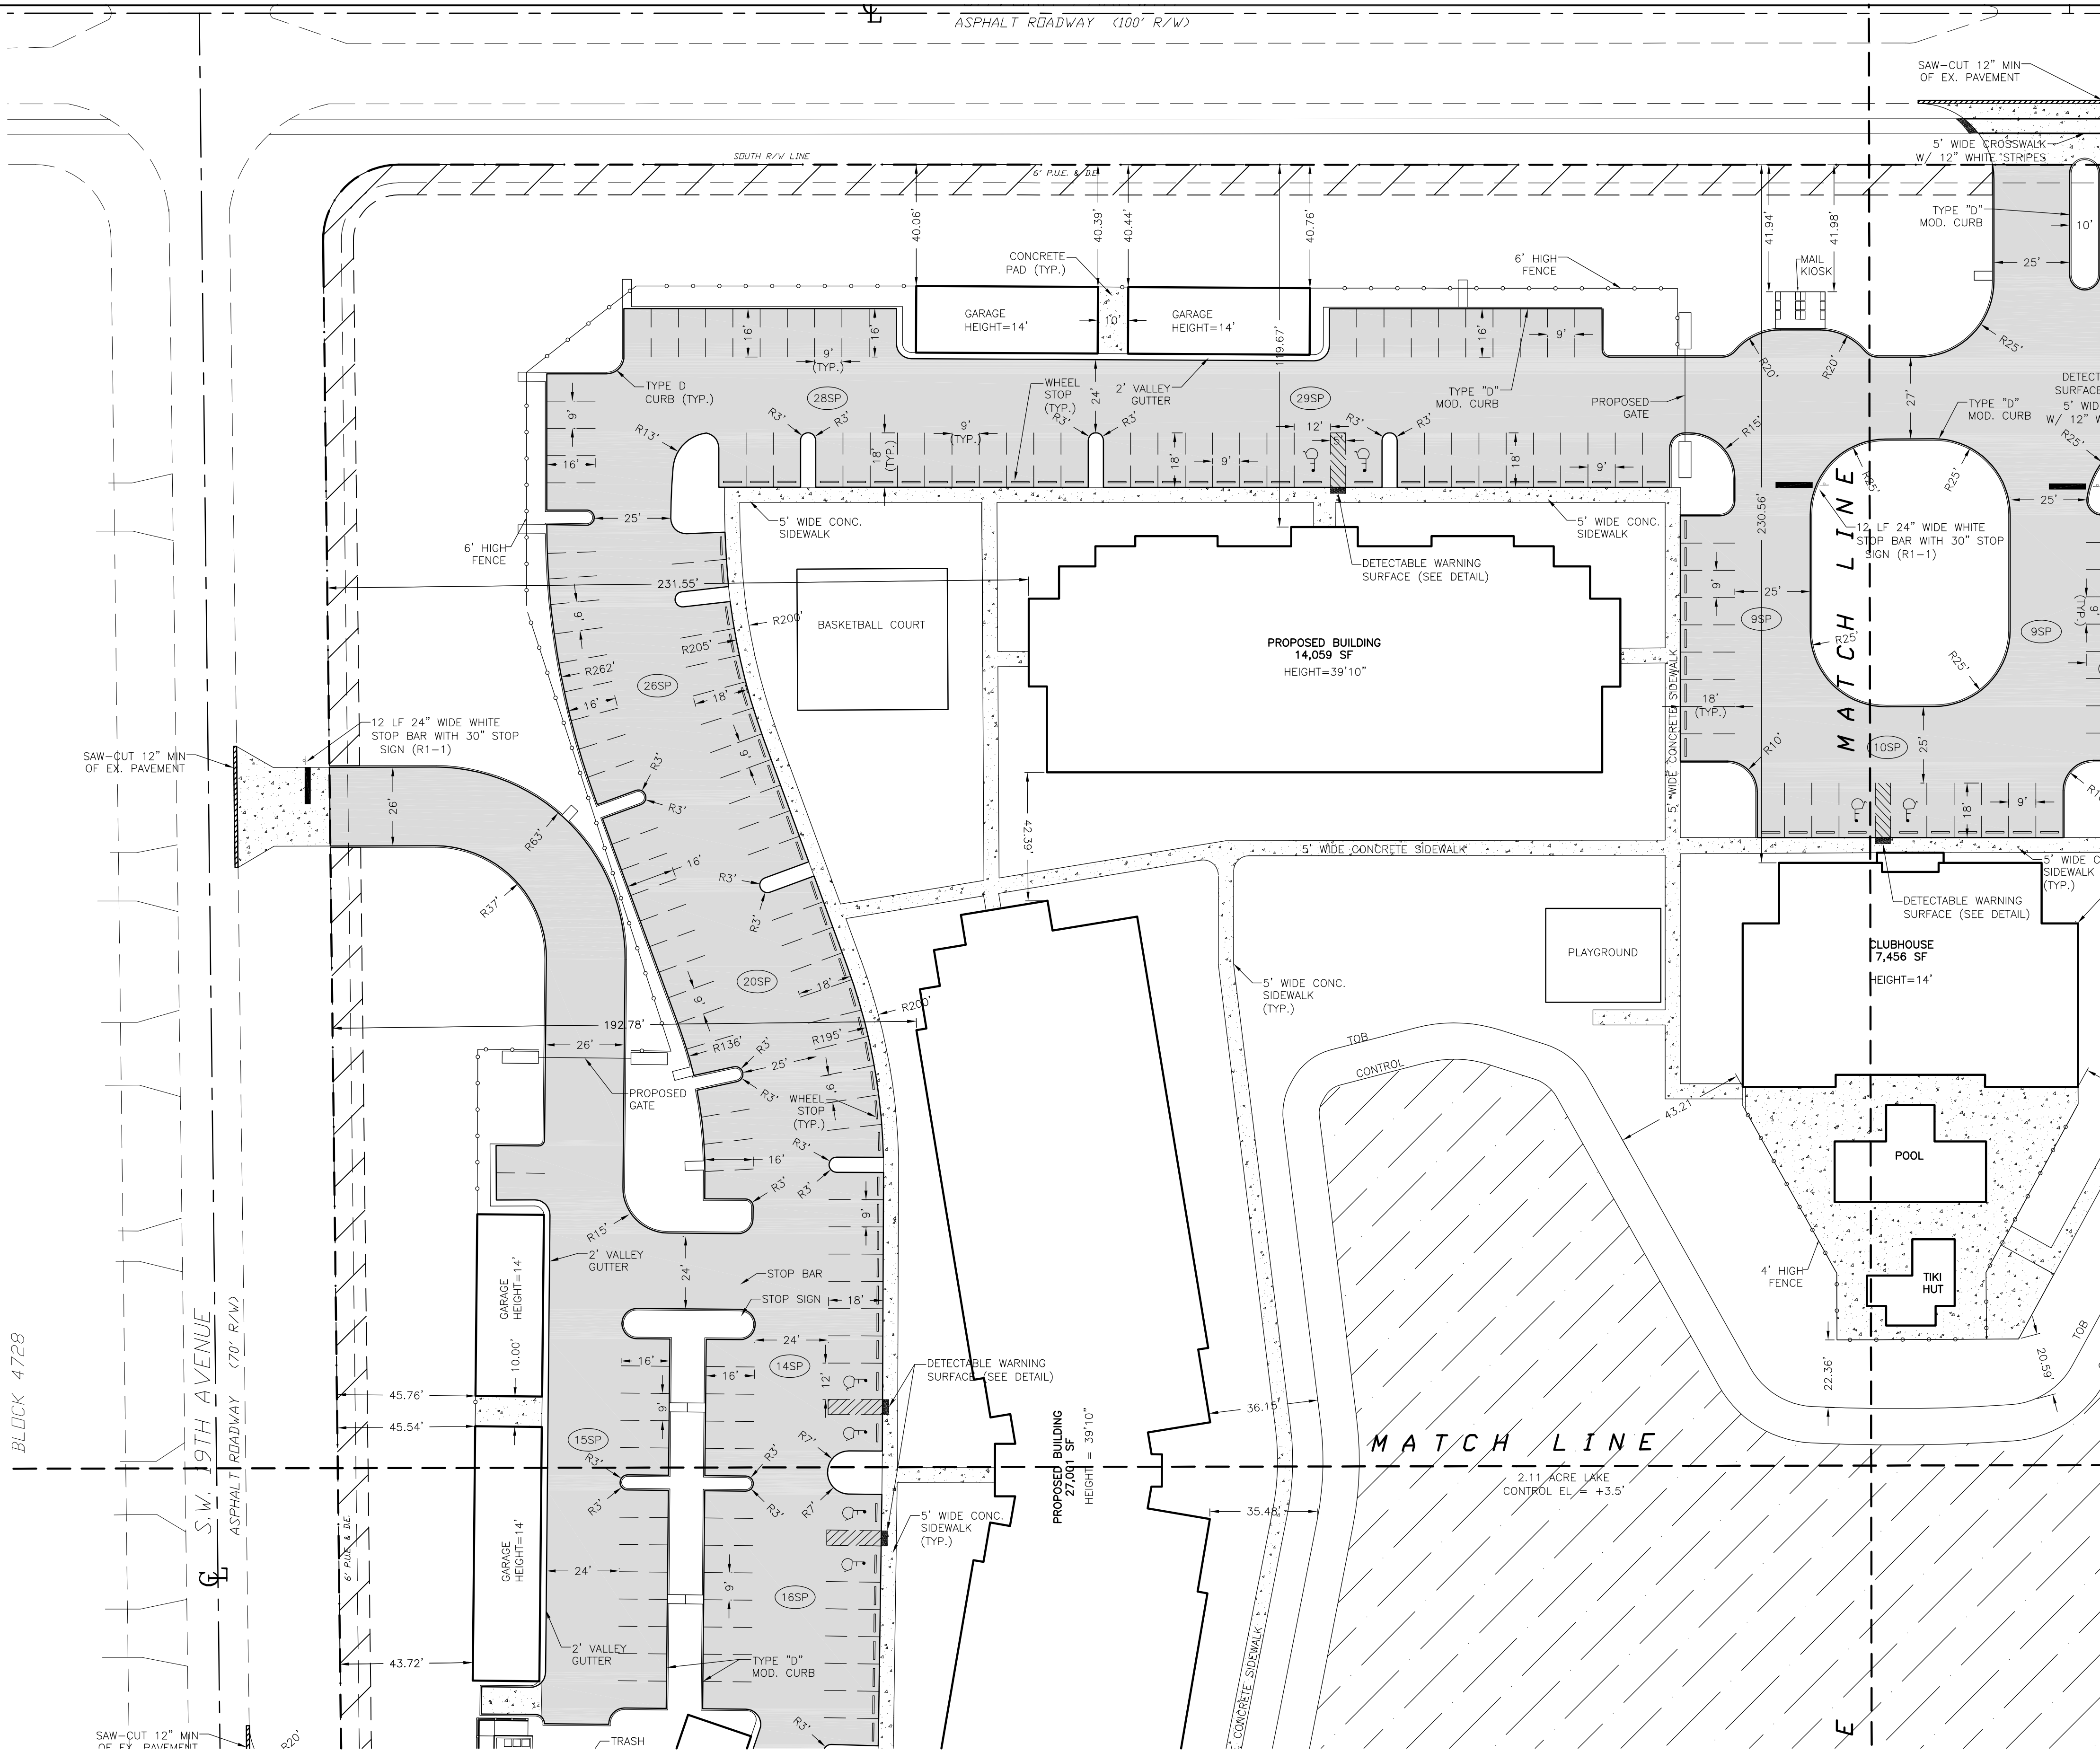 ASPHALT ROADWAY (100' R/W)
SAW-CUT 12" MIN
OF EX. PAVEMENT
SOUTH R/W LINE
6' P.U.E. & D.E.
5' WIDE CROSSWALK
W/ 12" WHITE STRIPES
TYPE "D"
MOD. CURB
10'
25'
40.06'
40.39'
40.44'
40.76'
41.94'
41.98'
CONCRETE
PAD (TYP.)
6' HIGH
FENCE
MAIL
KIOSK
GARAGE
HEIGHT=14'
10'
GARAGE
HEIGHT=14'
119.67'
16'
16'
16'
9'
(TYP.)
9'
R20'
R20'
R25'
TYPE D
CURB (TYP.)
28SP
WHEEL
STOP
(TYP.)
24'
2' VALLEY
GUTTER
29SP
TYPE "D"
MOD. CURB
PROPOSED
GATE
27'
TYPE "D"
MOD. CURB
DETEC
SURFACE
5' WID
W/ 12" W
R25'
9'
R13'
R3'
R3'
9'
(TYP.)
18'
(TYP.)
R3'
R3'
18'
9'
12'
5'
R3'
R3'
18'
9'
R15'
16'
25'
R25'
R25'
25'
6' HIGH
FENCE
5' WIDE CONC.
SIDEWALK
5' WIDE CONC.
SIDEWALK
230.56'
12 LF 24" WIDE WHITE
STOP BAR WITH 30" STOP
SIGN (R1-1)
DETECTABLE WARNING
SURFACE (SEE DETAIL)
231.55'
9'
R200'
BASKETBALL COURT
R205'
R262'
26SP
16'
18'
9'
PROPOSED BUILDING
14,059 SF
HEIGHT=39'10"
9'
25'
9SP
R25'
R25'
9SP
9'
(TYP.)
MATCH LINE
5' WIDE CONCRETE SIDEWALK
18'
(TYP.)
R10'
10SP
25'
18'
9'
12 LF 24" WIDE WHITE
STOP BAR WITH 30" STOP
SIGN (R1-1)
SAW-CUT 12" MIN
OF EX. PAVEMENT
26'
R63'
R37'
R3'
R3'
16'
R3'
R3'
42.39'
5' WIDE CONCRETE SIDEWALK
5' WIDE C
SIDEWALK
(TYP.)
DETECTABLE WARNING
SURFACE (SEE DETAIL)
CLUBHOUSE
7,456 SF
HEIGHT=14'
PLAYGROUND
20SP
18'
9'
R200'
192.78'
R195'
R136'
R3'
25'
R3'
9'
5' WIDE CONC.
SIDEWALK
(TYP.)
26'
PROPOSED
GATE
WHEEL
STOP
(TYP.)
TOB
CONTROL
43.21'
R3'
R3'
16'
R3'
9'
POOL
R15'
2' VALLEY
GUTTER
24'
STOP BAR
STOP SIGN
18'
24'
4' HIGH
FENCE
TIKI
HUT
TOB
GARAGE
HEIGHT=14'
10.00'
16'
16'
14SP
12'
DETECTABLE WARNING
SURFACE (SEE DETAIL)
22.36'
20.59'
45.76'
45.54'
9'
36.15'
BLOCK 4728
S.W. 19TH AVENUE
ASPHALT ROADWAY (70' R/W)
15SP
R3'
R3'
R3'
R3'
R7'
R7'
MATCH LINE
2.11 ACRE LAKE
CONTROL EL = +3.5'
PROPOSED BUILDING
27,001 SF
HEIGHT = 39'10"
35.48'
5' WIDE CONC.
SIDEWALK
(TYP.)
6' P.U.E. & D.E.
GARAGE
HEIGHT=14'
24'
9'
16SP
2' VALLEY
GUTTER
43.72'
TYPE "D"
MOD. CURB
CONCRETE SIDEWALK
R3'
SAW-CUT 12" MIN
OF EX. PAVEMENT
R20'
TRASH
E